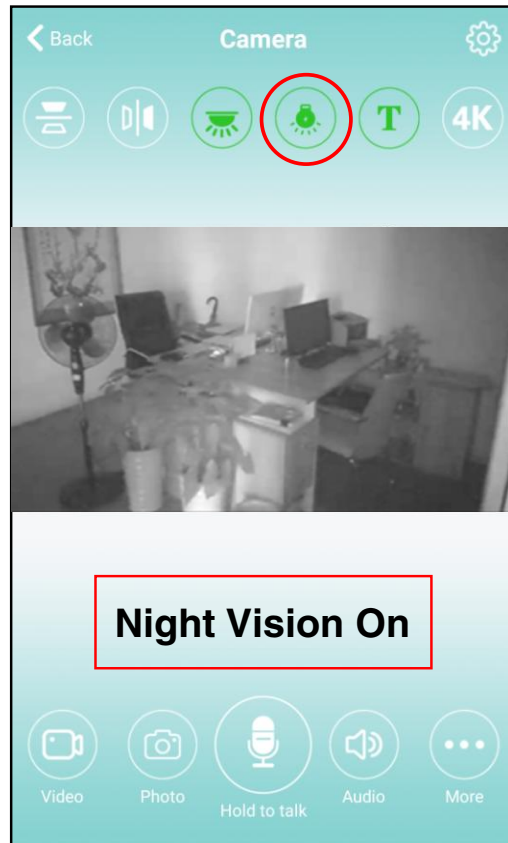 Back
Camera
T
4K
Night Vision On
Video
Photo
Hold to talk
Audio
More